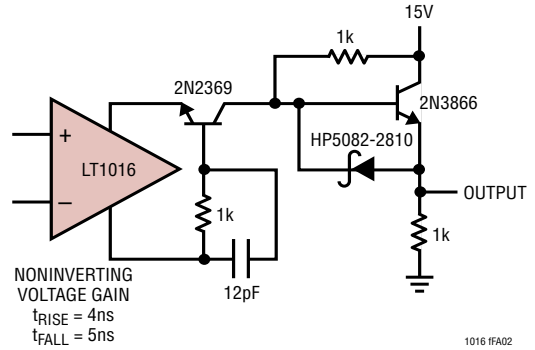 15V
1k
2N2369
2N3866
HP5082-2810
+
LT1016
–
OUTPUT
1k
1k
12pF
NONINVERTING
VOLTAGE GAIN
tRISE = 4ns
tFALL = 5ns
1016 fFA02